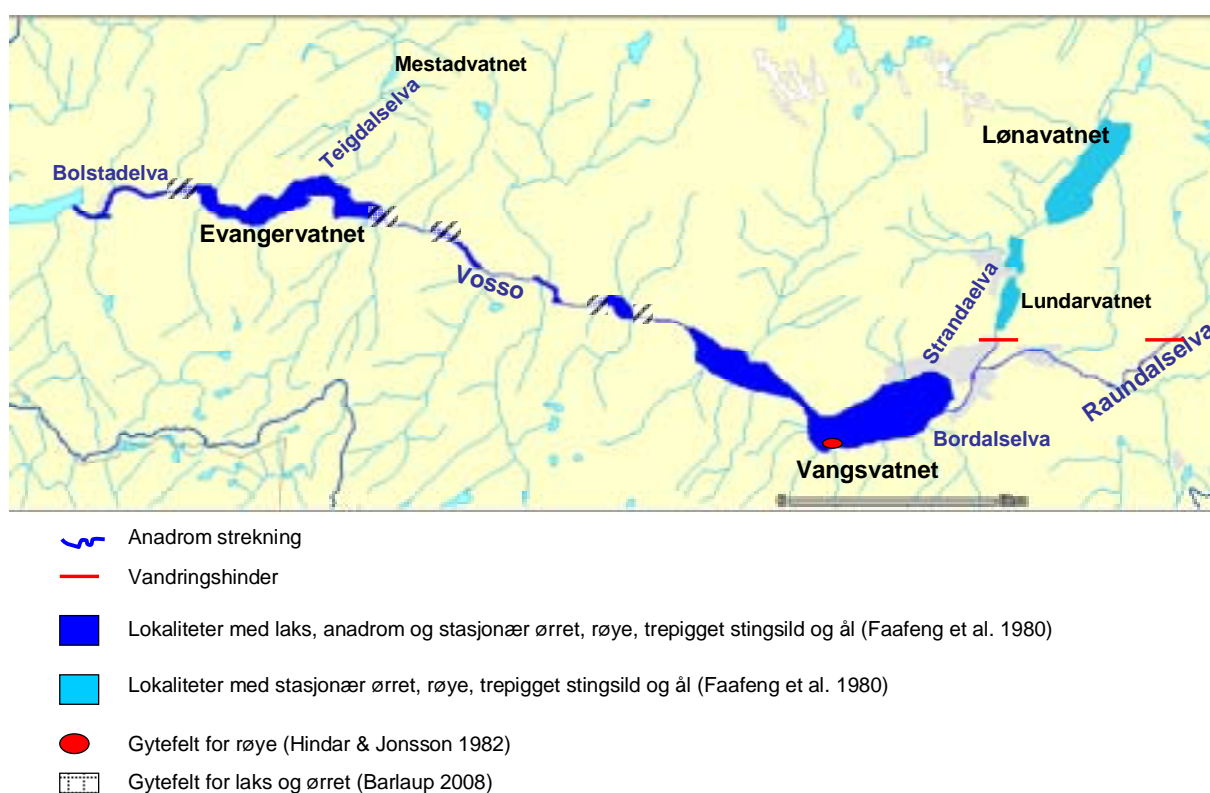 Mestadvatnet
Teigdalselva
Lønavatnet
Bolstadelva
Evangervatnet
Vosso
Strandaelva
Lundarvatnet
Raundalselva
Bordalselva
Vangsvatnet
Anadrom strekning
Vandringshinder
Lokaliteter med laks, anadrom og stasjonær ørret, røye, trepigget stingsild og ål (Faafeng et al. 1980)
Lokaliteter med stasjonær ørret, røye, trepigget stingsild og ål (Faafeng et al. 1980)
Gytefelt for røye (Hindar & Jonsson 1982)
Gytefelt for laks og ørret (Barlaup 2008)